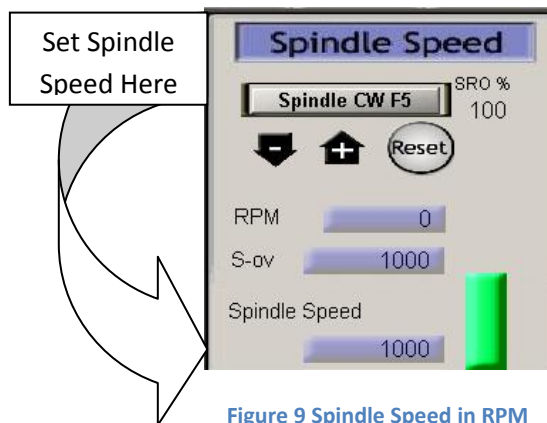 Set Spindle
Speed Here
Spindle Speed
Spindle CW F5
SRO %
100
-
+
Reset
RPM 0
S-ov 1000
Spindle Speed
1000
Figure 9 Spindle Speed in RPM